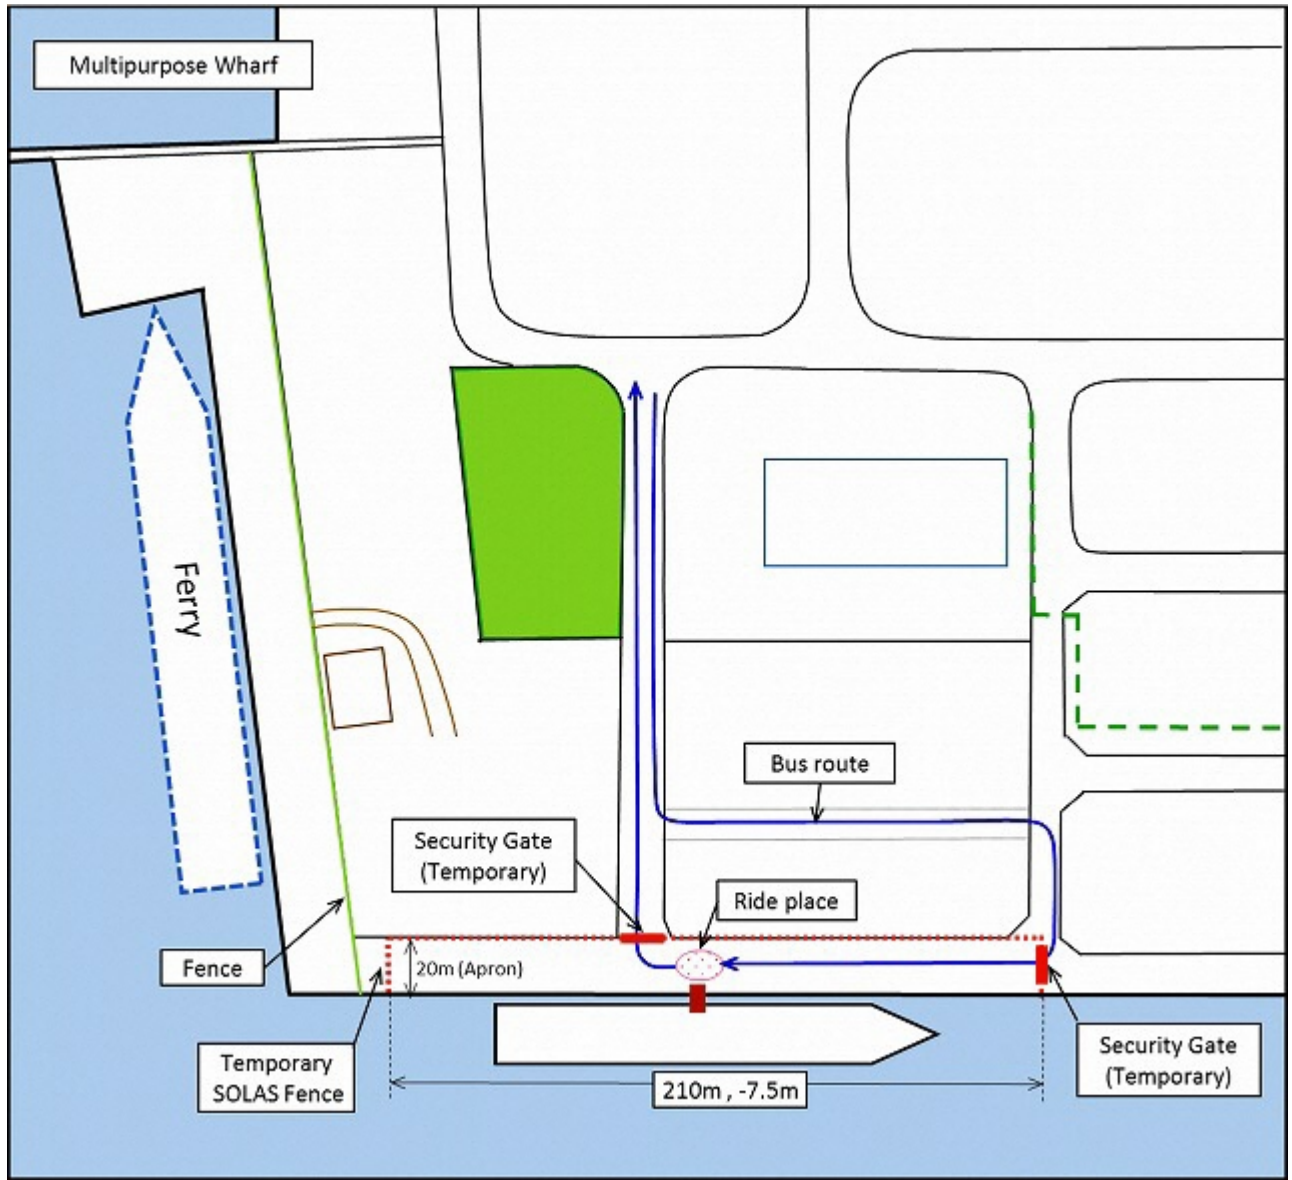 Multipurpose Wharf
Ferry
Bus route
Security Gate
(Temporary)
Ride place
Fence
20m (Apron)
Temporary
SOLAS Fence
Security Gate
(Temporary)
210m , -7.5m